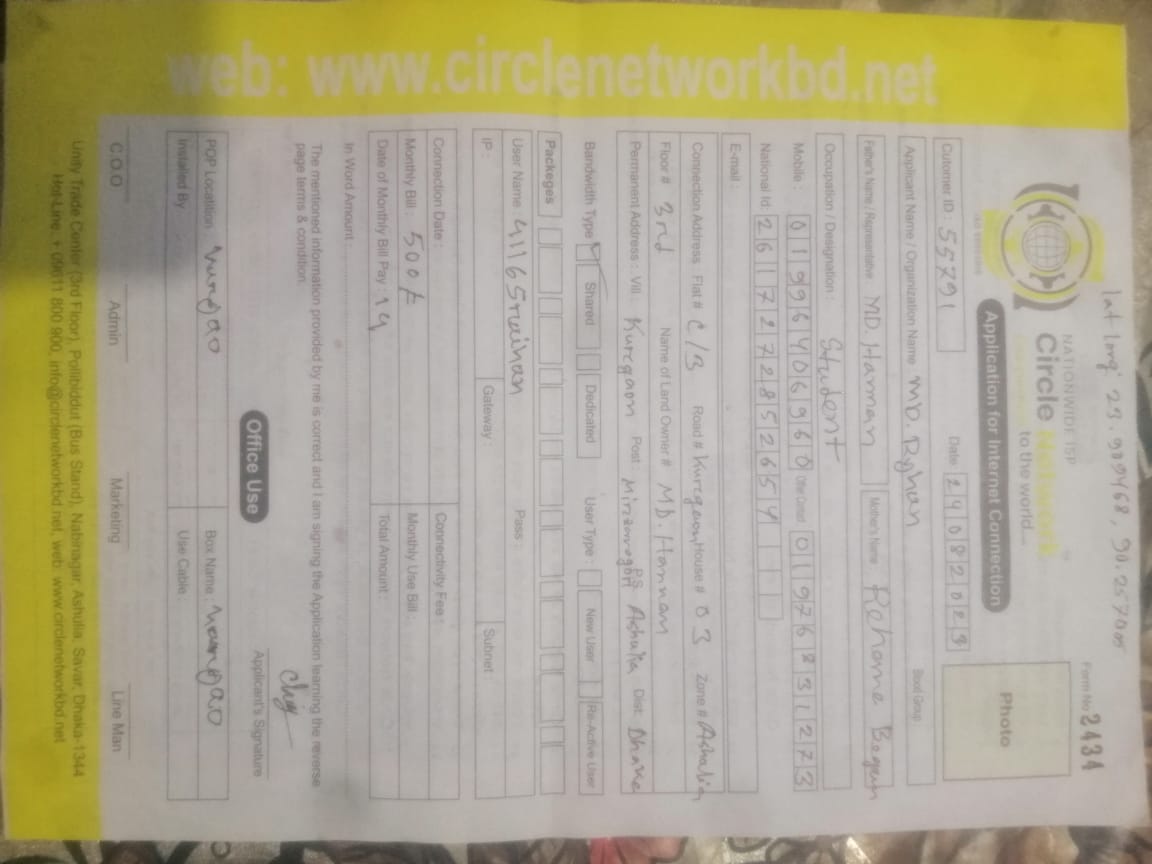 lat long 23.909468, 90.257005
Form No 2434
NATIONWIDE ISP
Circle Network
to the world...
Application for Internet Connection
Photo
Cutomer ID : 55791
Date 24082023
Applicant Name / Organization Name MD. Ryhan
Blood Group
Father's Name / Representative MD. Hannan Mother's Name Rehome Begum
Occupation / Designation : Student
Mobile : 01996406960 Other Contact 01976831273
National Id 2617272852654
E-mail :
Connection Address Flat # C/3 Road # Kurgaon House # 03 Zone # Ashulia
Floor # 3rd Name of Land Owner # MD. Hannan
Permanent Address : Vill : Kurgaon Post : P.S Ashulia Dist. Dhaka
Bandwidth Type Shared Dedicated User Type : New User Re-Active User
Packeges
User Name 41165raihan Pass :
IP : Gateway : Subnet :
Connection Date : Connectivity Fee :
Monthly Bill : 500 Monthly Use Bill :
Date of Monthly Bill Pay : Total Amount :
In Word Amount :
The mentioned information provided by me is correct and I am signing the Application learning the reverse
page terms & condition.
Applicant's Signature
Office Use
POP Locatiion Box Name :
Installed By Use Cable :
C.O.O Admin Marketing Line Man
Unity Trade Center (3rd Floor), Pollibiddut (Bus Stand), Nabinagar, Ashulia, Savar, Dhaka-1344
Hot-Line : + 09611 800 900, info@circlenetworkbd.net, web: www.circlenetworkbd.net
web: www.circlenetworkbd.net